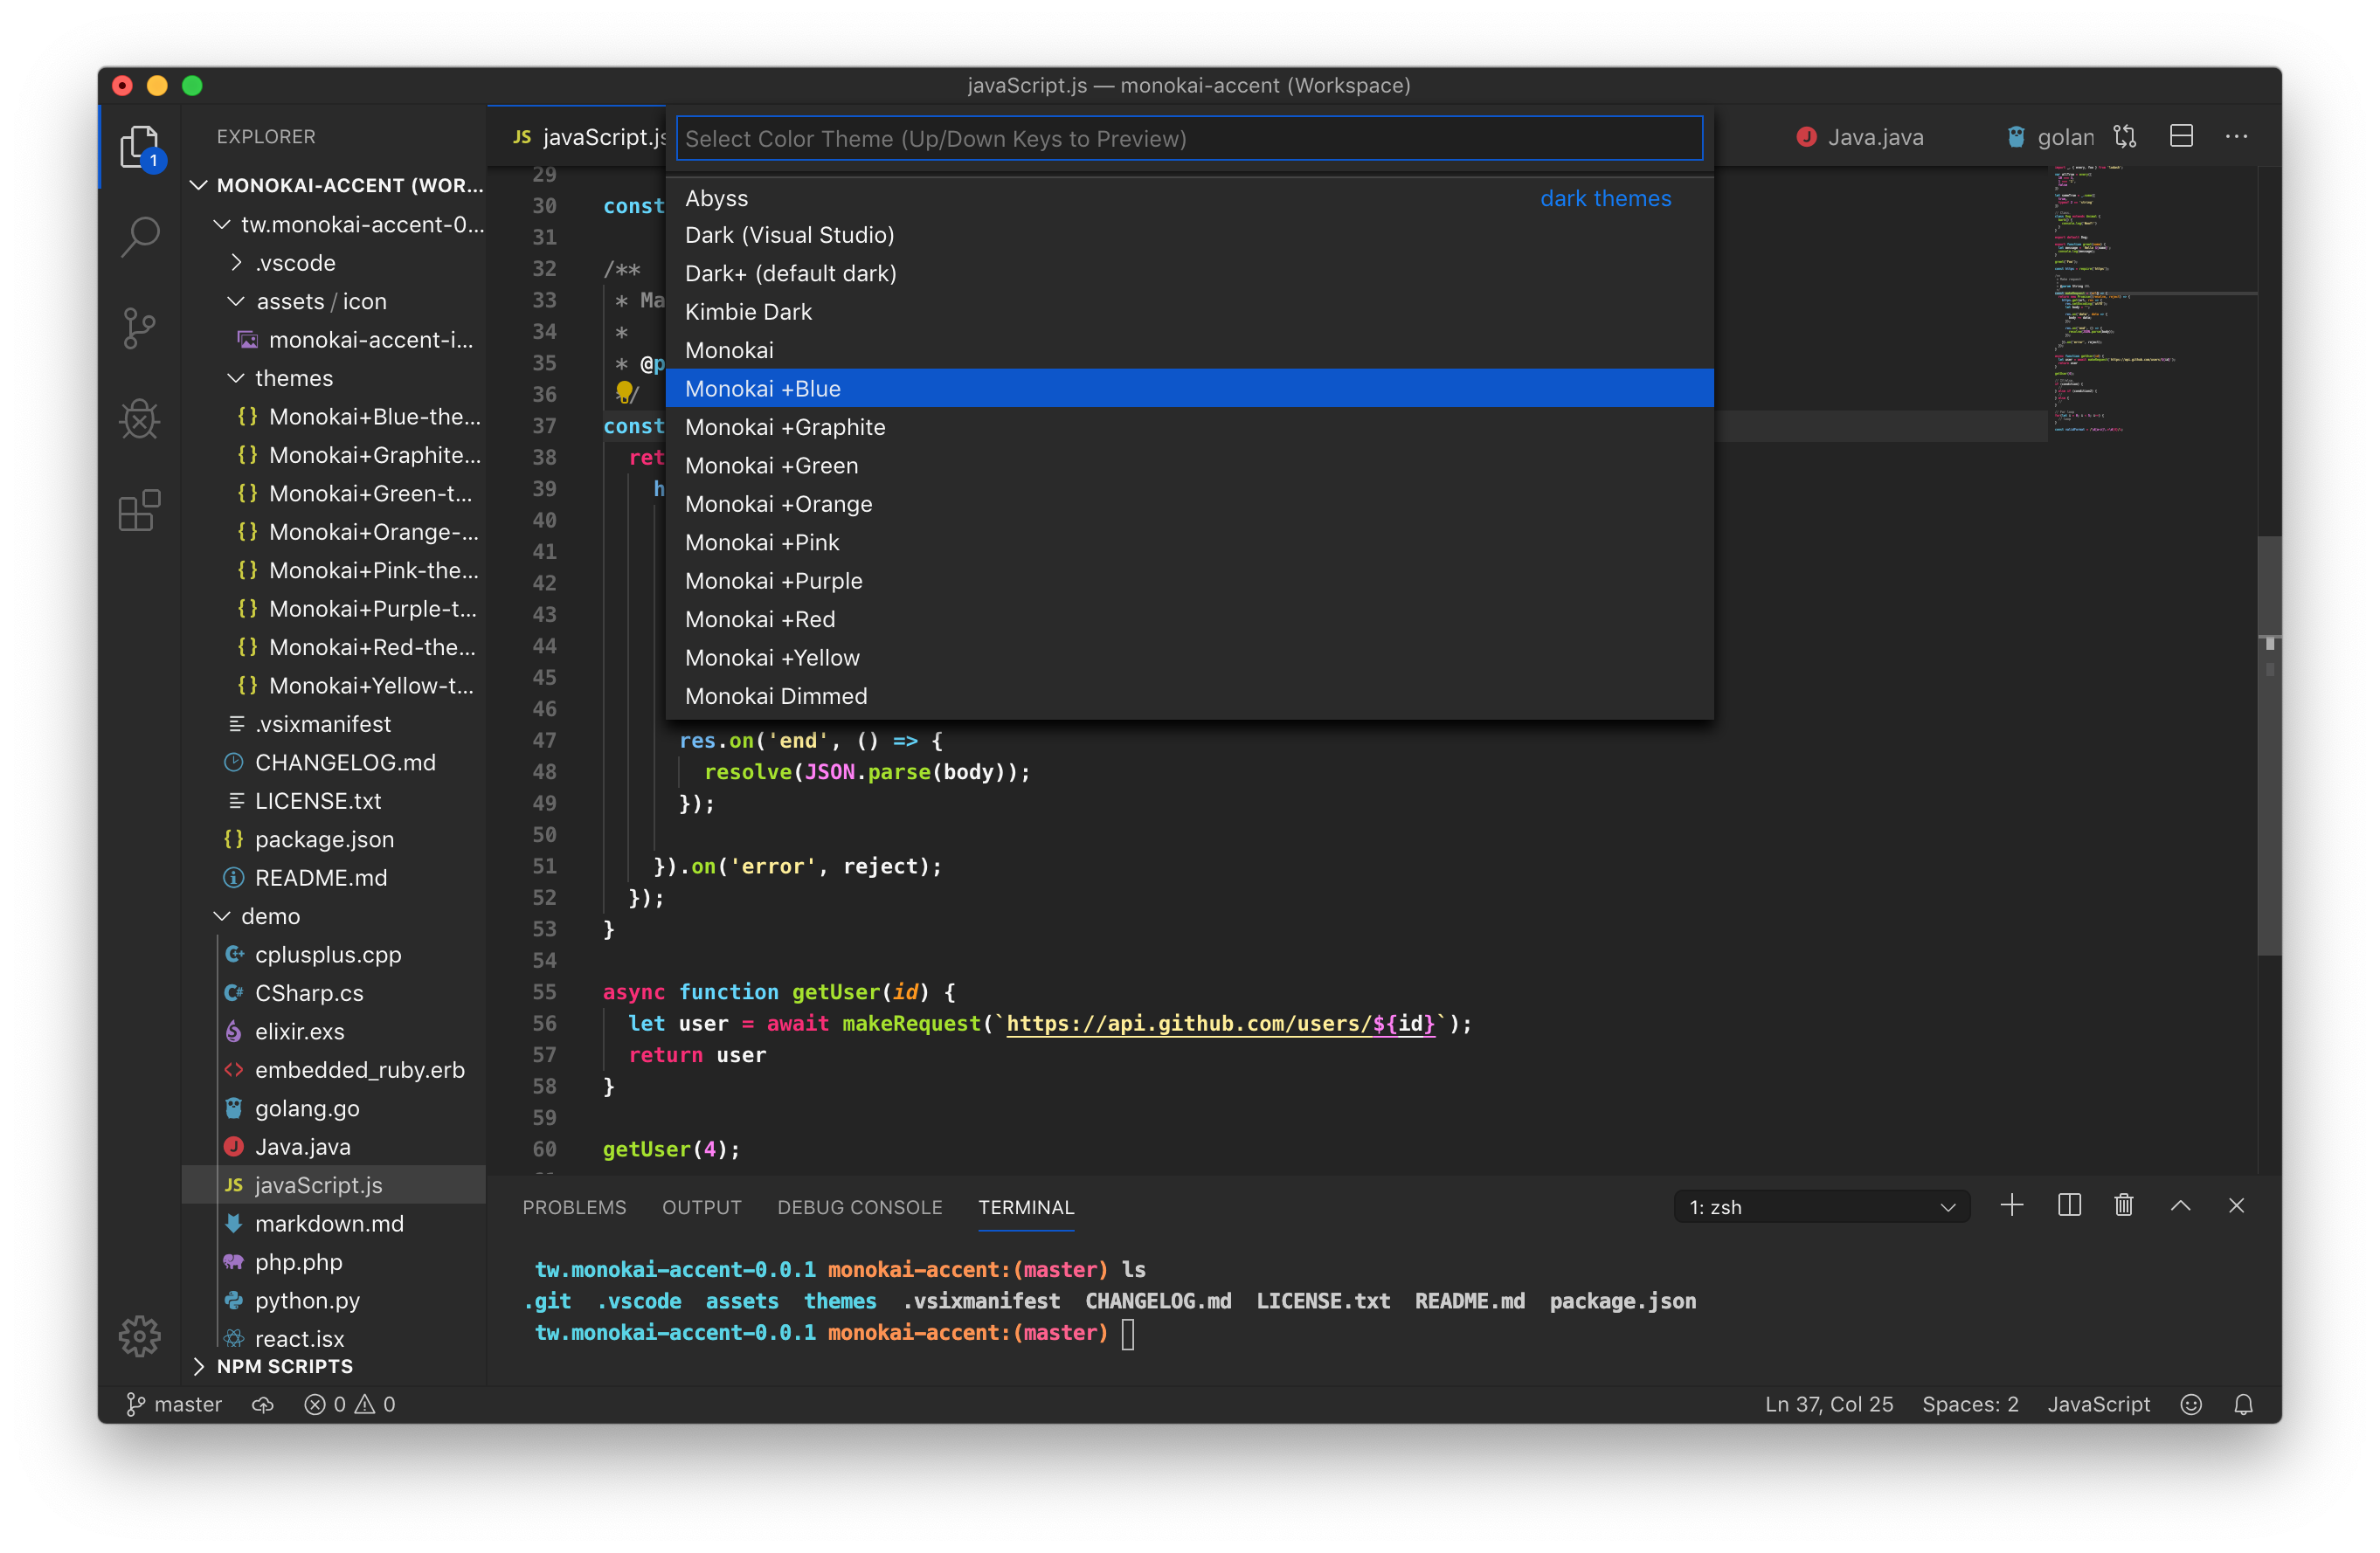 javaScript.js — monokai-accent (Workspace)
1
EXPLORER
MONOKAI-ACCENT (WOR...
tw.monokai-accent-0...
.vscode
assets / icon
monokai-accent-i...
themes
{} Monokai+Blue-the...
{} Monokai+Graphite...
{} Monokai+Green-t...
{} Monokai+Orange-...
{} Monokai+Pink-the...
{} Monokai+Purple-t...
{} Monokai+Red-the...
{} Monokai+Yellow-t...
.vsixmanifest
CHANGELOG.md
LICENSE.txt
{} package.json
README.md
demo
cplusplus.cpp
CSharp.cs
elixir.exs
embedded_ruby.erb
golang.go
J Java.java
JS javaScript.js
markdown.md
php.php
python.py
react.jsx
NPM SCRIPTS
JS javaScript.js
J Java.java
golan
Select Color Theme (Up/Down Keys to Preview)
Abyss dark themes
Dark (Visual Studio)
Dark+ (default dark)
Kimbie Dark
Monokai
Monokai +Blue
Monokai +Graphite
Monokai +Green
Monokai +Orange
Monokai +Pink
Monokai +Purple
Monokai +Red
Monokai +Yellow
Monokai Dimmed
29
30 const
31
32 /**
33 * Ma
34 *
35 * @p
36 */
37 const
38 ret
39 h
40
41
42
43
44
45
46
47 res.on('end', () => {
48 resolve(JSON.parse(body));
49 });
50
51 }).on('error', reject);
52 });
53 }
54
55 async function getUser(id) {
56 let user = await makeRequest(`https://api.github.com/users/${id}`);
57 return user
58 }
59
60 getUser(4);
PROBLEMS OUTPUT DEBUG CONSOLE TERMINAL 1: zsh
tw.monokai-accent-0.0.1 monokai-accent:(master) ls
.git .vscode assets themes .vsixmanifest CHANGELOG.md LICENSE.txt README.md package.json
tw.monokai-accent-0.0.1 monokai-accent:(master)
master 0 0 Ln 37, Col 25 Spaces: 2 JavaScript